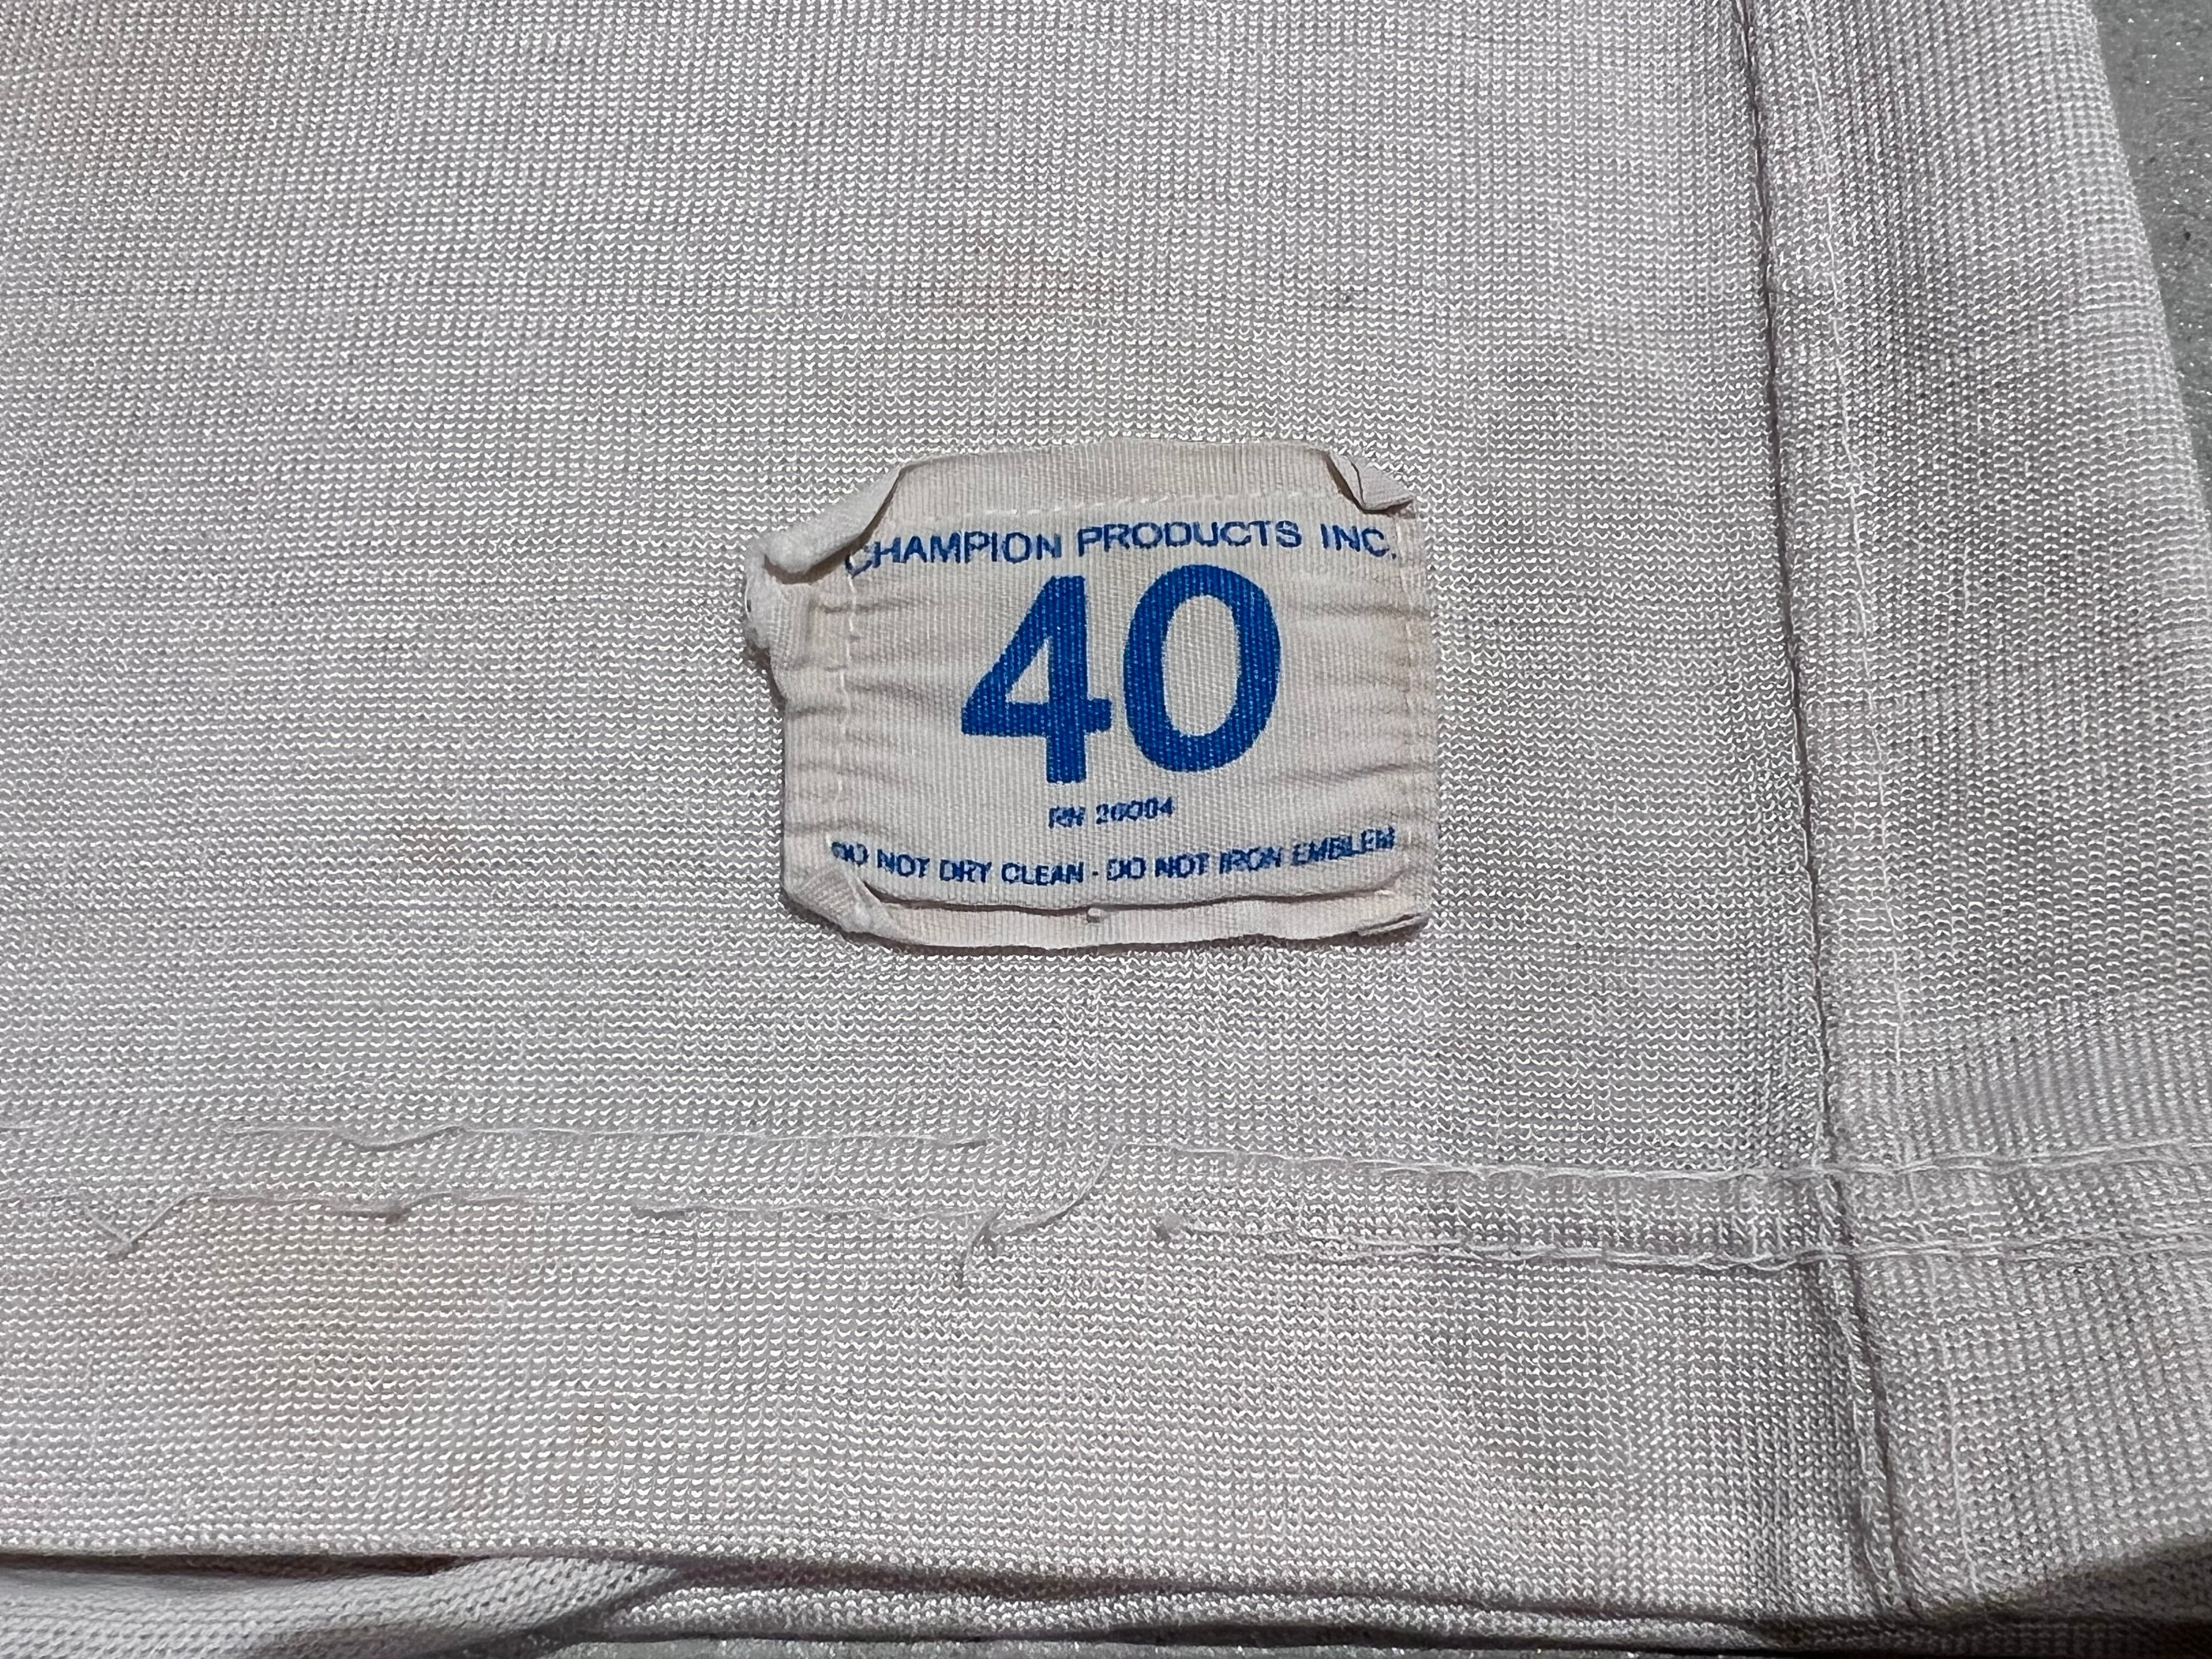 CHAMPION PRODUCTS INC.
40
RN 26094
DO NOT DRY CLEAN - DO NOT IRON EMBLEM